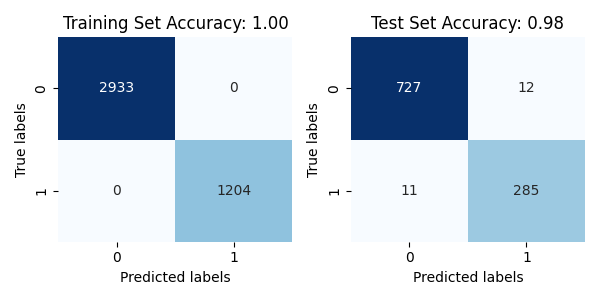 Training Set Accuracy: 1.00
True labels
0
2933
0
1
0
1204
0
1
Predicted labels
Test Set Accuracy: 0.98
True labels
0
727
12
1
11
285
0
1
Predicted labels